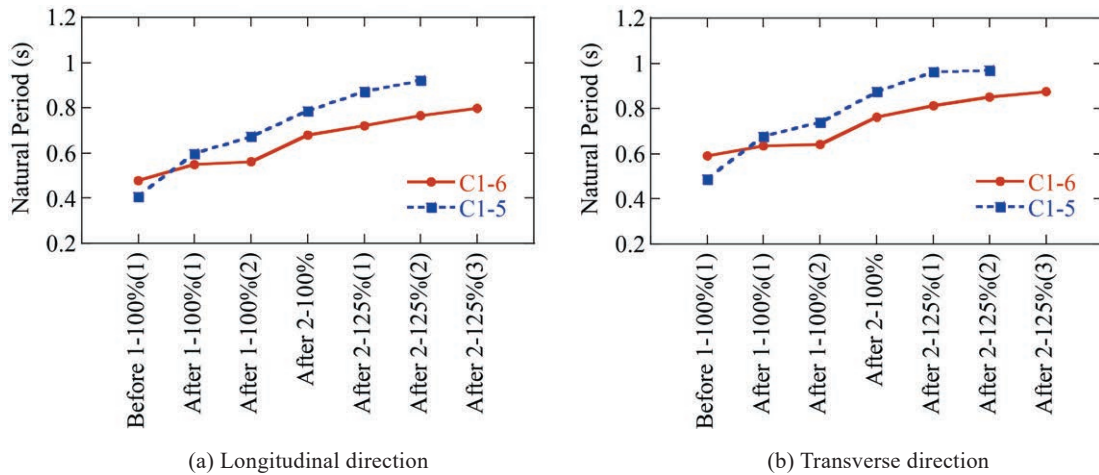 1.2
1
0.8
0.6
0.4
0.2
Natural Period (s)
C1-6
C1-5
Before 1-100%(1)
After 1-100%(1)
After 1-100%(2)
After 2-100%
After 2-125%(1)
After 2-125%(2)
After 2-125%(3)
(a) Longitudinal direction
1.2
1
0.8
0.6
0.4
0.2
Natural Period (s)
C1-6
C1-5
Before 1-100%(1)
After 1-100%(1)
After 1-100%(2)
After 2-100%
After 2-125%(1)
After 2-125%(2)
After 2-125%(3)
(b) Transverse direction